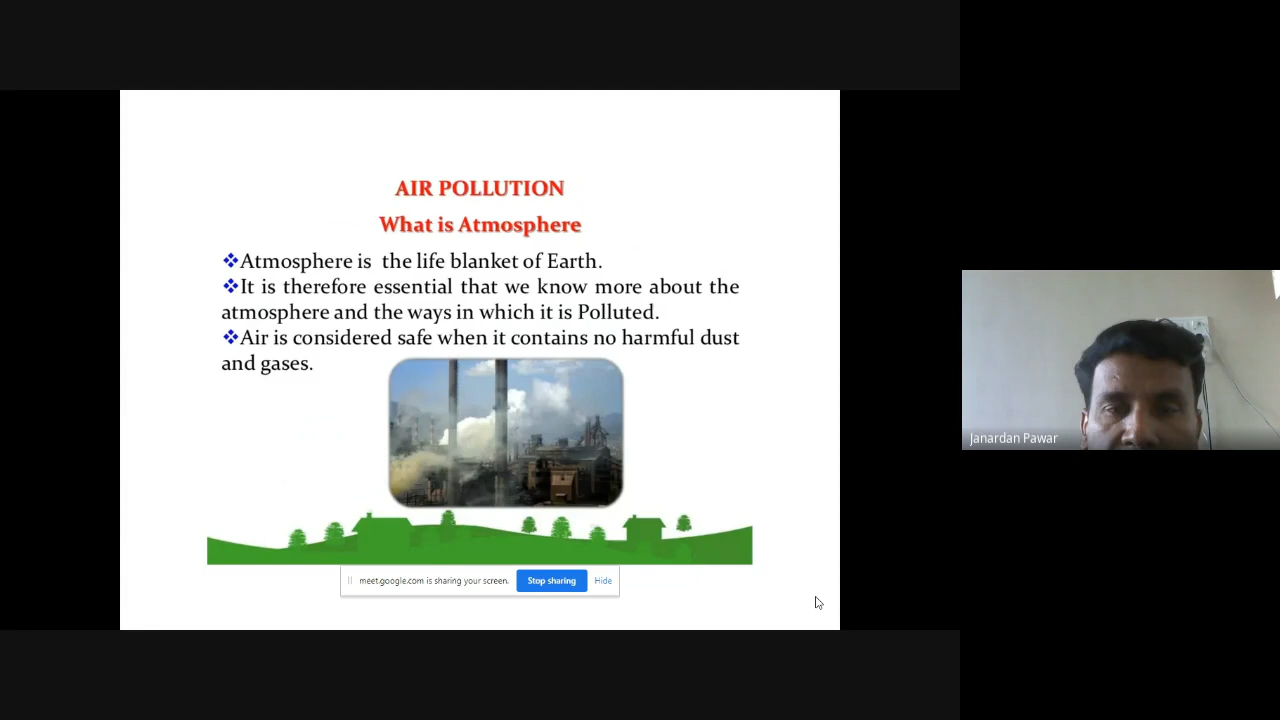 AIR POLLUTION
What is Atmosphere
❖Atmosphere is the life blanket of Earth.
❖It is therefore essential that we know more about the
atmosphere and the ways in which it is Polluted.
❖Air is considered safe when it contains no harmful dust
and gases.
meet.google.com is sharing your screen. Stop sharing Hide
Janardan Pawar